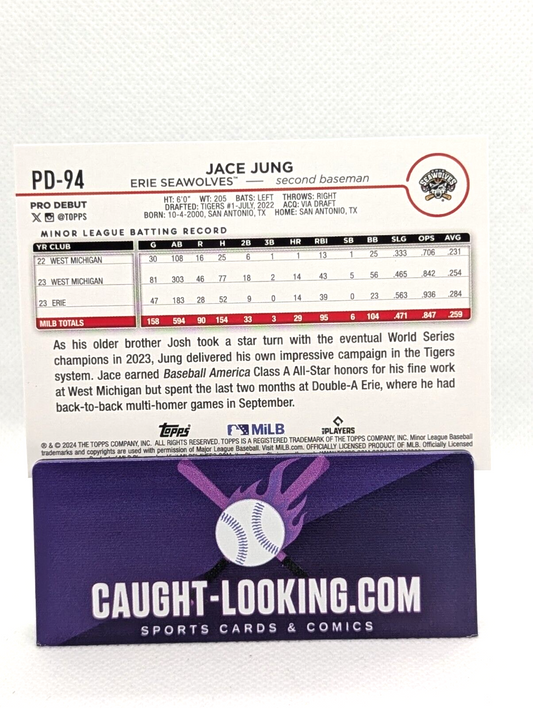 PD-94
JACE JUNG
ERIE SEAWOLVES™ — second baseman
SEAWOLVES
PRO DEBUT
@TOPPS
HT: 6'0" WT: 205 BATS: LEFT THROWS: RIGHT
DRAFTED: TIGERS #1-JULY, 2022 ACQ: VIA DRAFT
BORN: 10-4-2000, SAN ANTONIO, TX HOME: SAN ANTONIO, TX
MINOR LEAGUE BATTING RECORD
YR CLUB G AB R H 2B 3B HR RBI SB BB SLG OPS AVG
22 WEST MICHIGAN 30 108 16 25 6 1 1 13 1 25 .333 .706 .231
23 WEST MICHIGAN 81 303 46 77 18 2 14 43 5 56 .465 .842 .254
23 ERIE 47 183 28 52 9 0 14 39 0 23 .563 .936 .284
MILB TOTALS 158 594 90 154 33 3 29 95 6 104 .471 .847 .259
As his older brother Josh took a star turn with the eventual World Series
champions in 2023, Jung delivered his own impressive campaign in the Tigers
system. Jace earned Baseball America Class A All-Star honors for his fine work
at West Michigan but spent the last two months at Double-A Erie, where he had
back-to-back multi-homer games in September.
Topps MiLB PLAYERS
® & © 2024 THE TOPPS COMPANY, INC. ALL RIGHTS RESERVED. TOPPS IS A REGISTERED TRADEMARK OF THE TOPPS COMPANY, INC. Minor League Baseball
trademarks and copyrights are used with permission of Major League Baseball. Visit MiLB.com. OFFICIALLY LICENSED PRODUCT OF MLB. Officially Licensed
CAUGHT-LOOKING.COM
SPORTS CARDS & COMICS